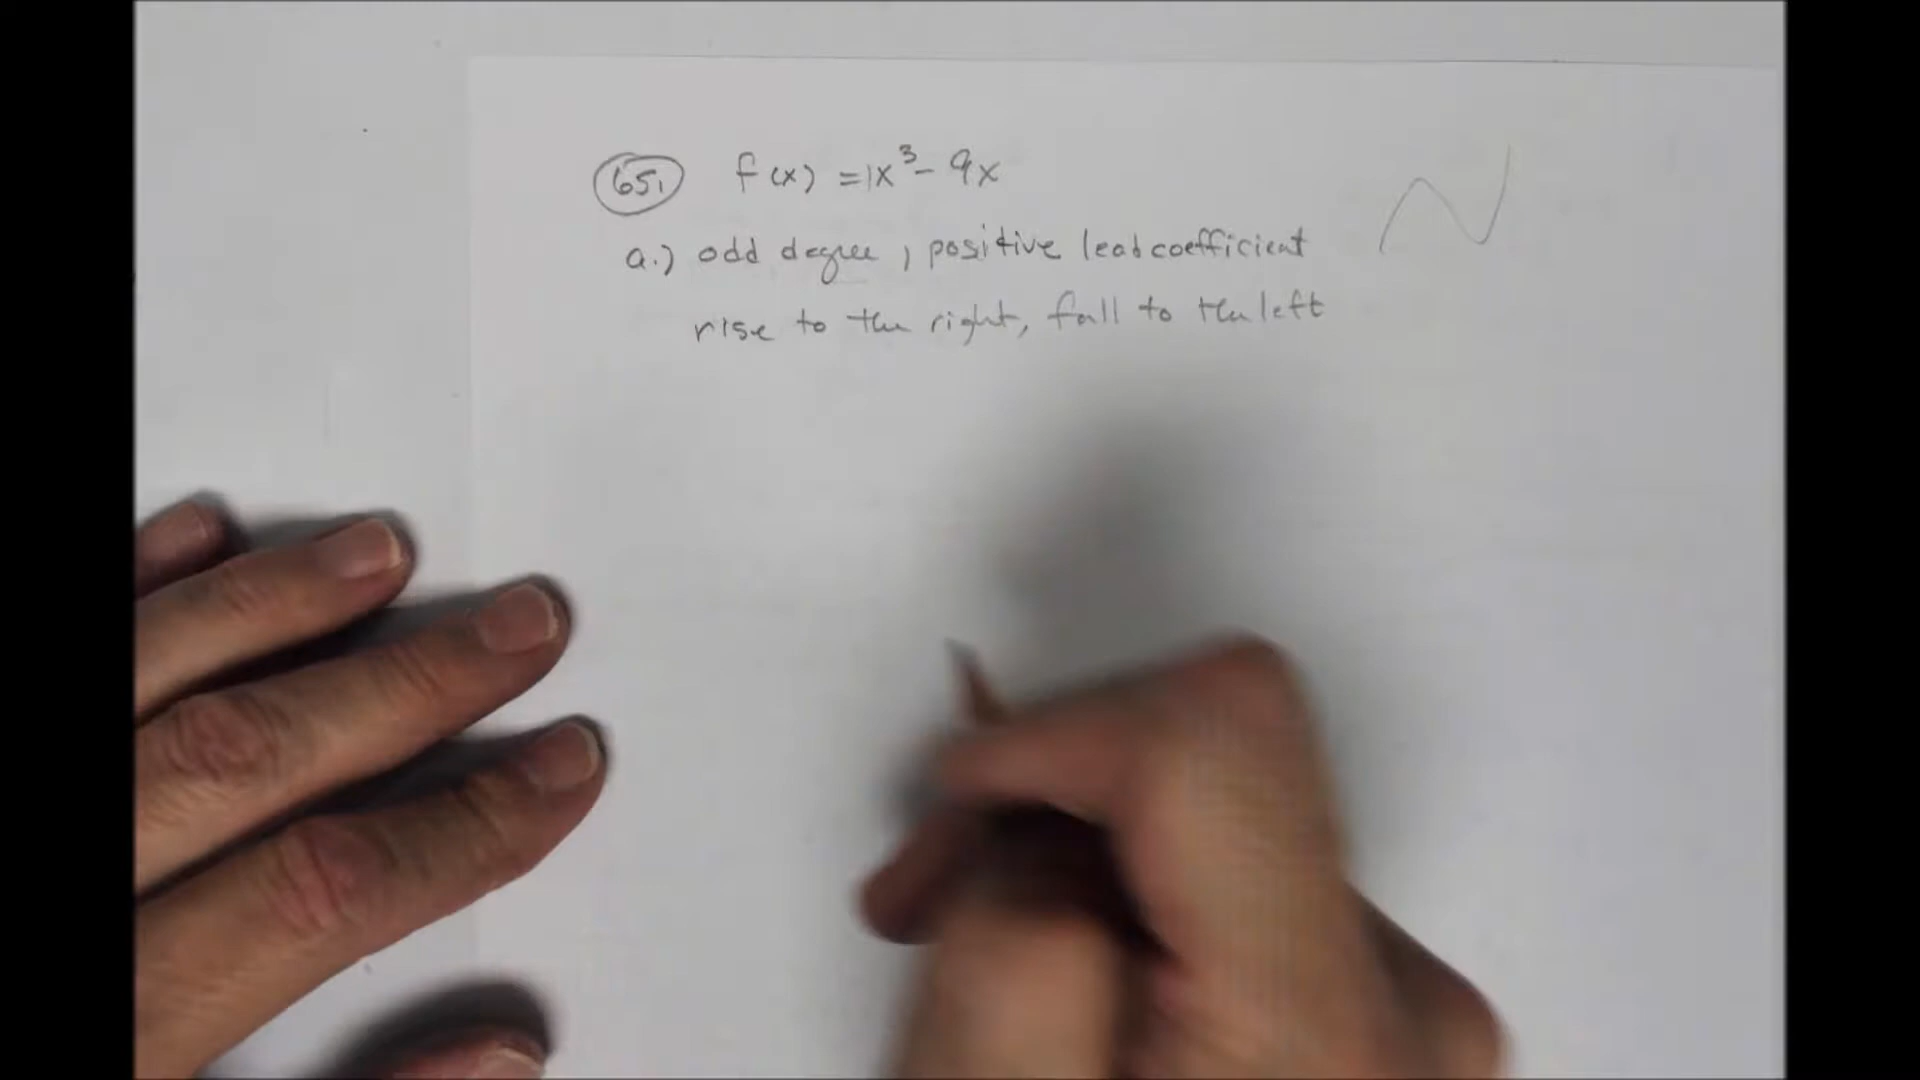 65. f(x) = 1x³ - 9x
a.) odd degree, positive lead coefficient
rise to the right, fall to the left